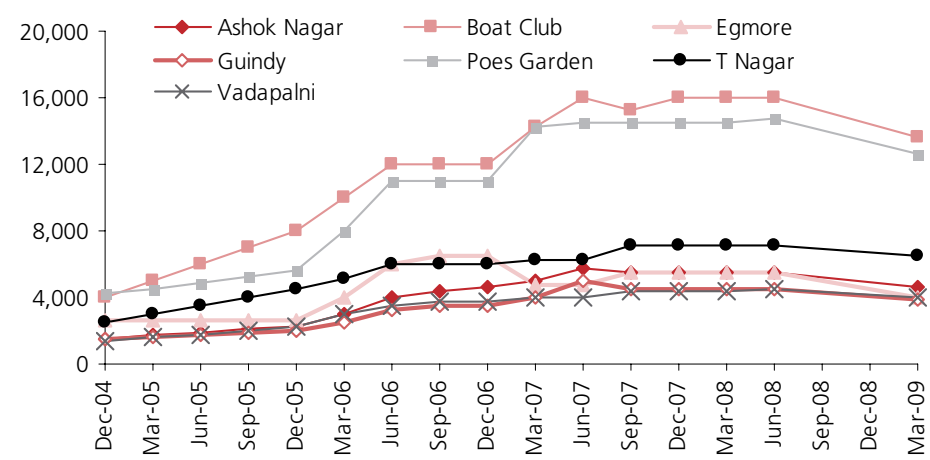 20,000
16,000
12,000
8,000
4,000
0
Ashok Nagar Boat Club Egmore
Guindy Poes Garden T Nagar
Vadapalni
Dec-04 Mar-05 Jun-05 Sep-05 Dec-05 Mar-06 Jun-06 Sep-06 Dec-06 Mar-07 Jun-07 Sep-07 Dec-07 Mar-08 Jun-08 Sep-08 Dec-08 Mar-09